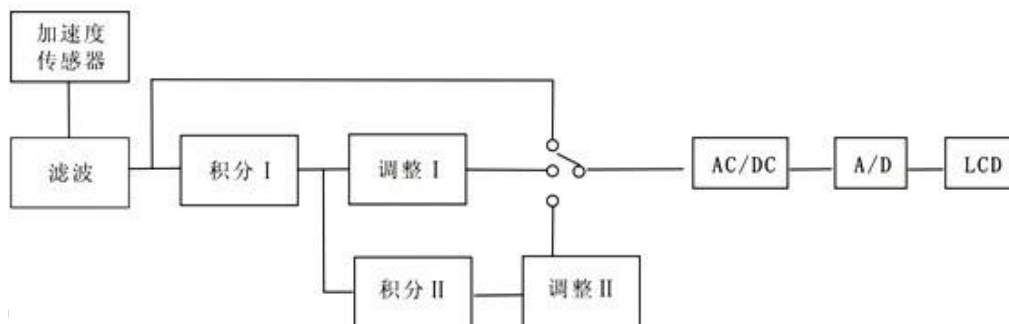 加速度
传感器
滤波
积分 I
调整 I
AC/DC
A/D
LCD
积分 II
调整 II